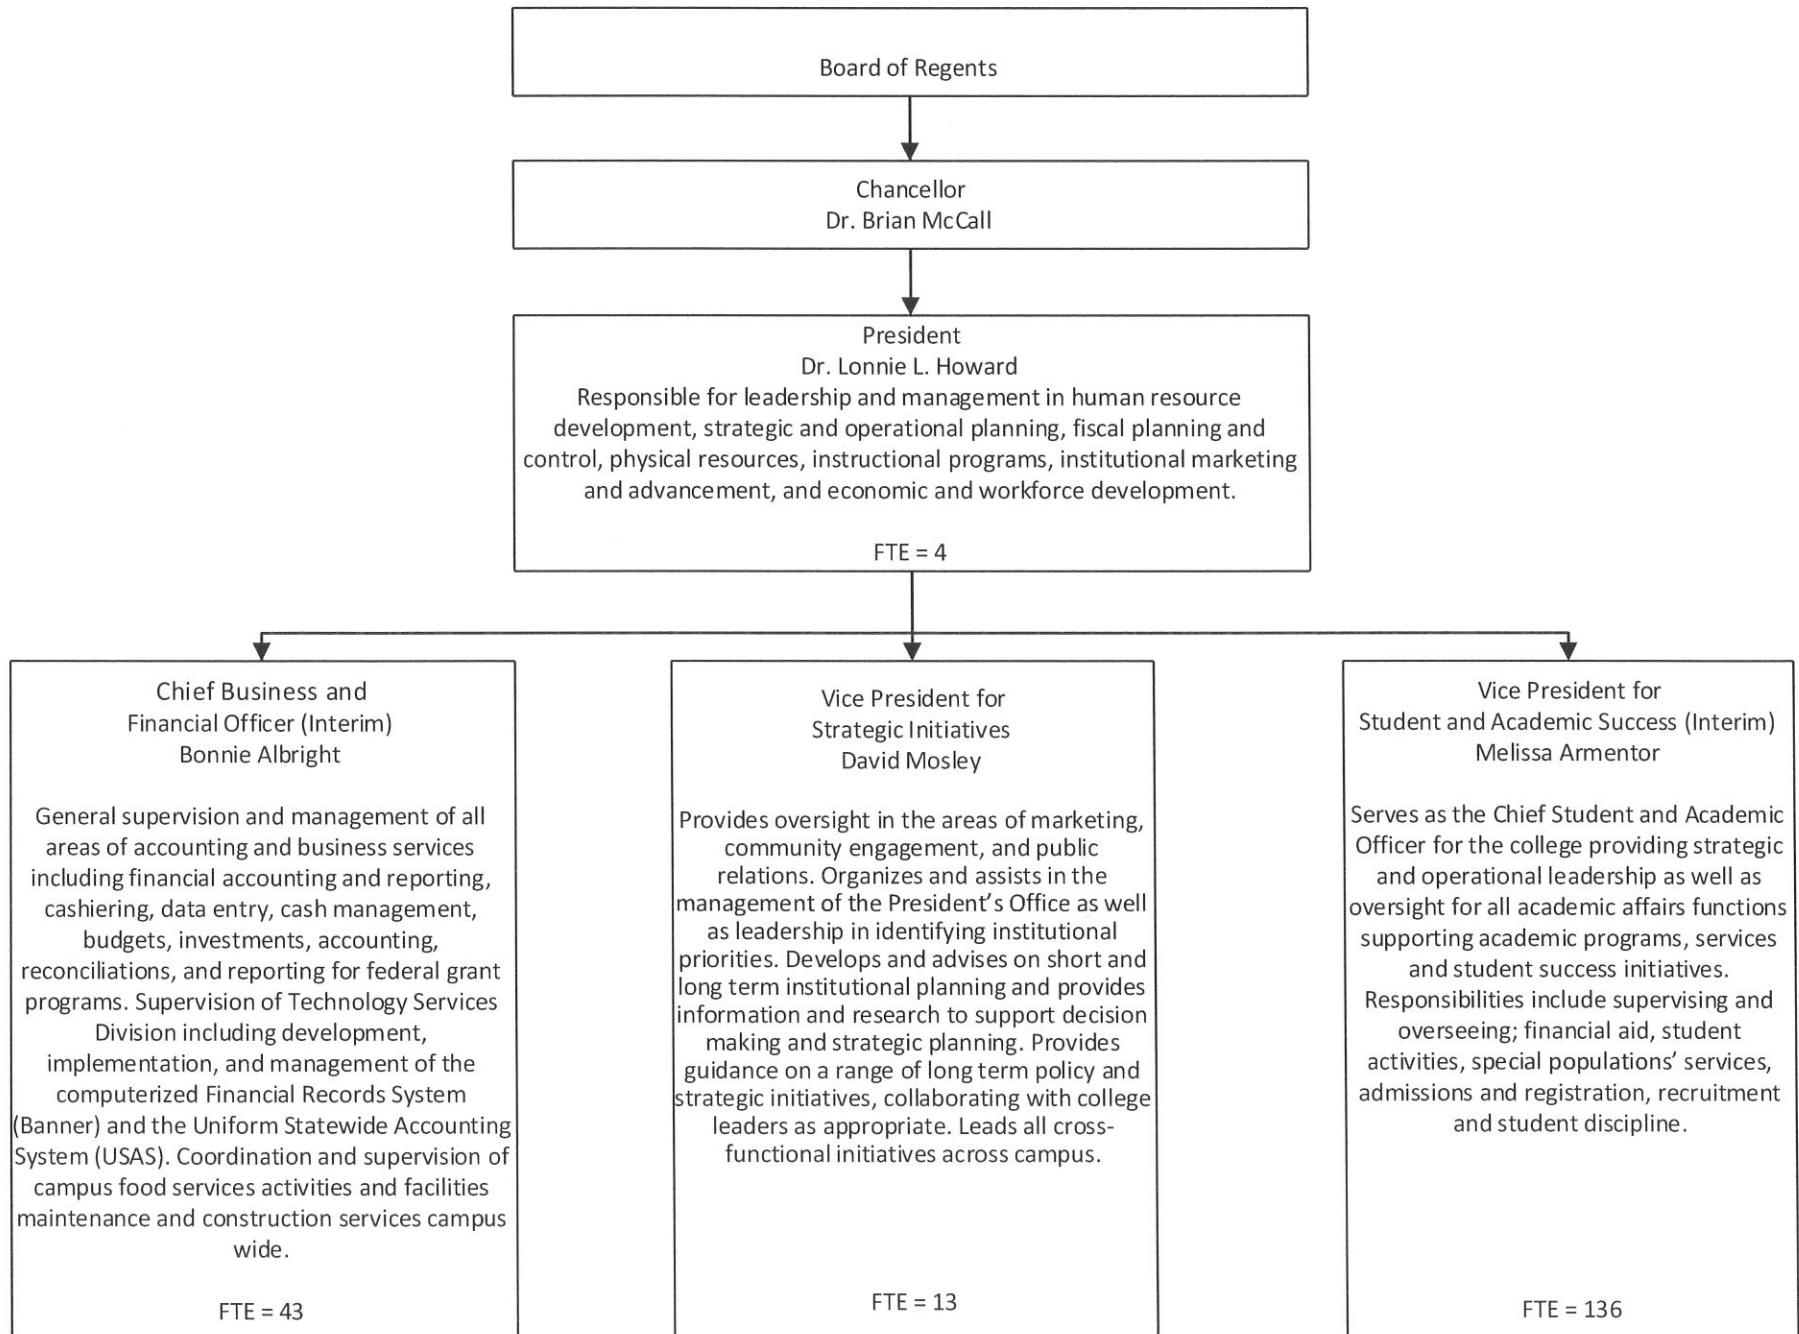 Board of Regents
Chancellor
Dr. Brian McCall
President
Dr. Lonnie L. Howard
Responsible for leadership and management in human resource
development, strategic and operational planning, fiscal planning and
control, physical resources, instructional programs, institutional marketing
and advancement, and economic and workforce development.
FTE = 4
Chief Business and
Financial Officer (Interim)
Bonnie Albright
General supervision and management of all
areas of accounting and business services
including financial accounting and reporting,
cashiering, data entry, cash management,
budgets, investments, accounting,
reconciliations, and reporting for federal grant
programs. Supervision of Technology Services
Division including development,
implementation, and management of the
computerized Financial Records System
(Banner) and the Uniform Statewide Accounting
System (USAS). Coordination and supervision of
campus food services activities and facilities
maintenance and construction services campus
wide.
FTE = 43
Vice President for
Strategic Initiatives
David Mosley
Provides oversight in the areas of marketing,
community engagement, and public
relations. Organizes and assists in the
management of the President’s Office as well
as leadership in identifying institutional
priorities. Develops and advises on short and
long term institutional planning and provides
information and research to support decision
making and strategic planning. Provides
guidance on a range of long term policy and
strategic initiatives, collaborating with college
leaders as appropriate. Leads all cross-
functional initiatives across campus.
FTE = 13
Vice President for
Student and Academic Success (Interim)
Melissa Armentor
Serves as the Chief Student and Academic
Officer for the college providing strategic
and operational leadership as well as
oversight for all academic affairs functions
supporting academic programs, services
and student success initiatives.
Responsibilities include supervising and
overseeing; financial aid, student
activities, special populations’ services,
admissions and registration, recruitment
and student discipline.
FTE = 136